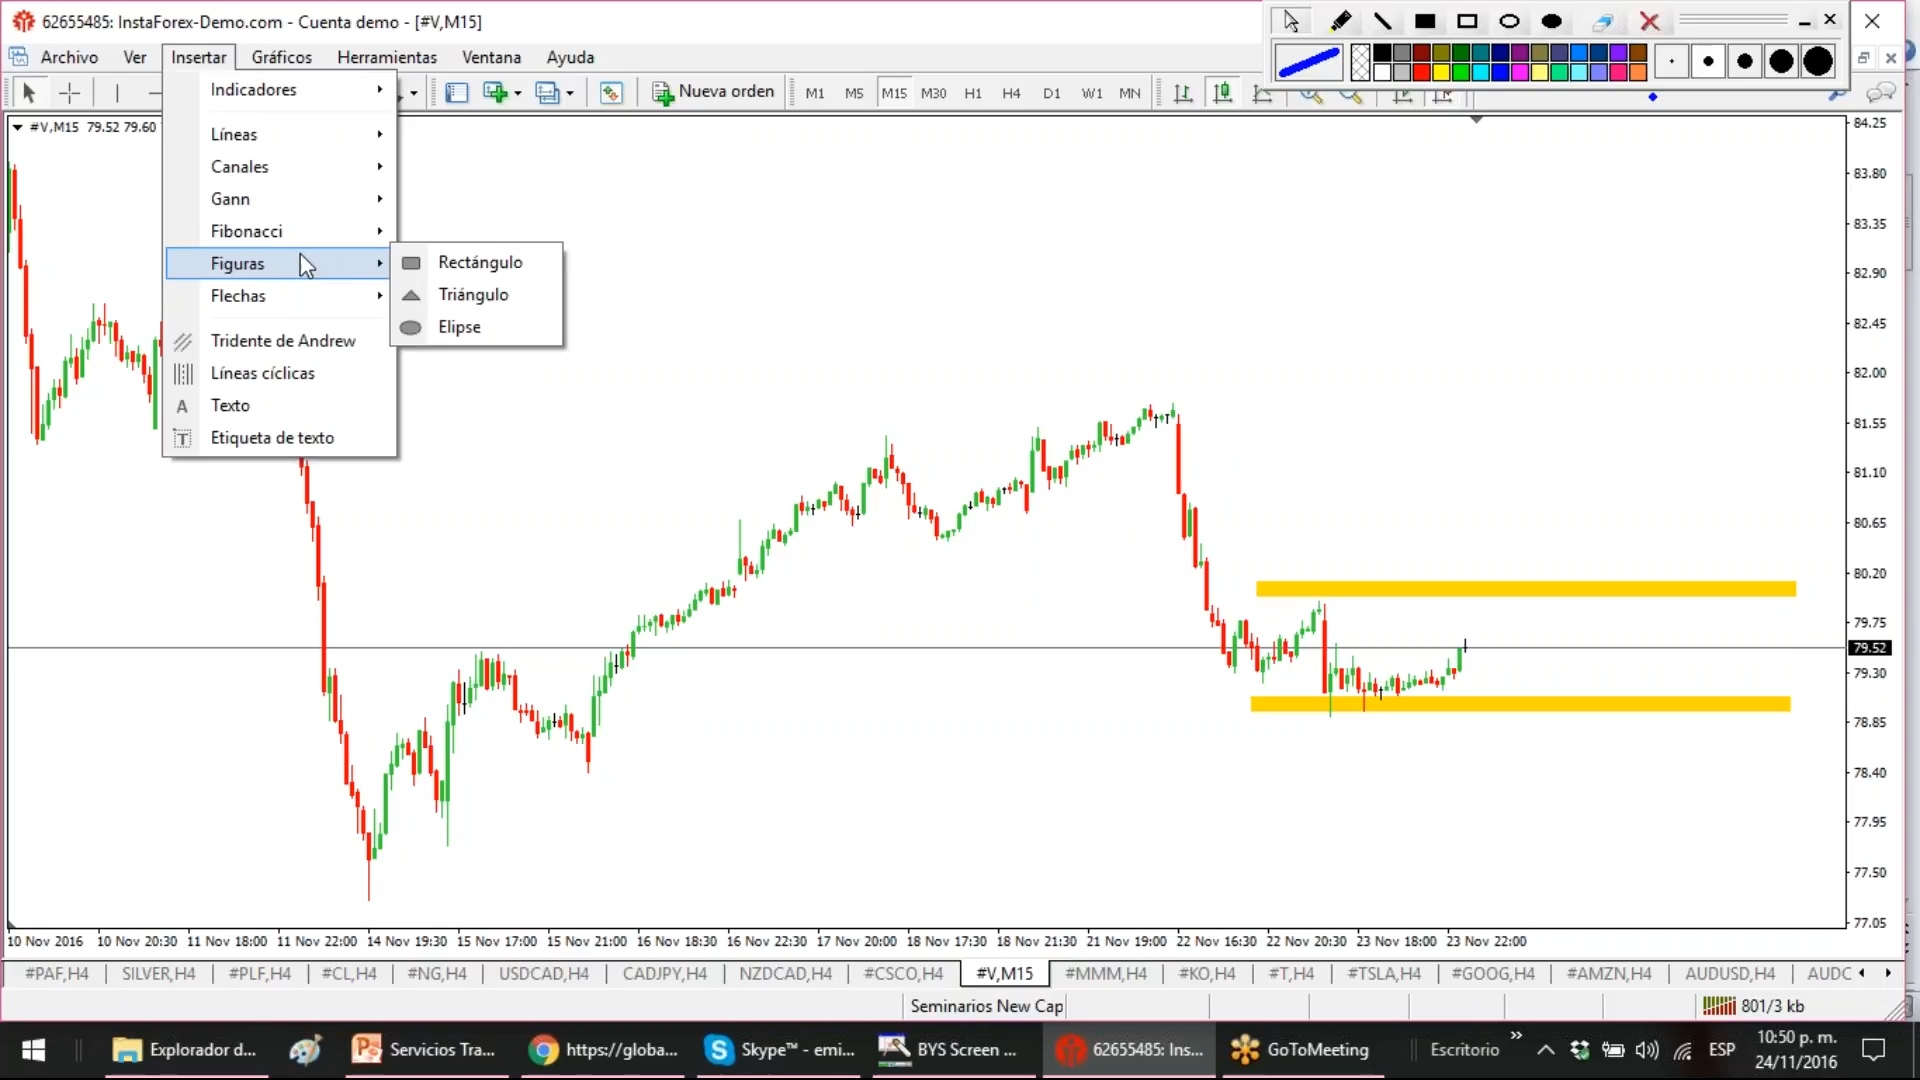 62655485: InstaForex-Demo.com - Cuenta demo - [#V,M15]
Archivo Ver Insertar Gráficos Herramientas Ventana Ayuda
Nueva orden M1 M5 M15 M30 H1 H4 D1 W1 MN
#V,M15 79.52 79.60
Indicadores
Líneas
Canales
Gann
Fibonacci
Figuras
Flechas
Tridente de Andrew
Líneas cíclicas
Texto
Etiqueta de texto
Rectángulo
Triángulo
Elipse
84.25
83.80
83.35
82.90
82.45
82.00
81.55
81.10
80.65
80.20
79.75
79.52
79.30
78.85
78.40
77.95
77.50
77.05
10 Nov 2016 10 Nov 20:30 11 Nov 18:00 11 Nov 22:00 14 Nov 19:30 15 Nov 17:00 15 Nov 21:00 16 Nov 18:30 16 Nov 22:30 17 Nov 20:00 18 Nov 17:30 18 Nov 21:30 21 Nov 19:00 22 Nov 16:30 22 Nov 20:30 23 Nov 18:00 23 Nov 22:00
#PAF,H4 SILVER,H4 #PLF,H4 #CL,H4 #NG,H4 USDCAD,H4 CADJPY,H4 NZDCAD,H4 #CSCO,H4 #V,M15 #MMM,H4 #KO,H4 #T,H4 #TSLA,H4 #GOOG,H4 #AMZN,H4 AUDUSD,H4 AUDC
Seminarios New Cap 801/3 kb
Explorador d... Servicios Tra... https://globa... Skype™ - emi... BYS Screen ... 62655485: Ins... GoToMeeting Escritorio ESP 10:50 p. m.
24/11/2016